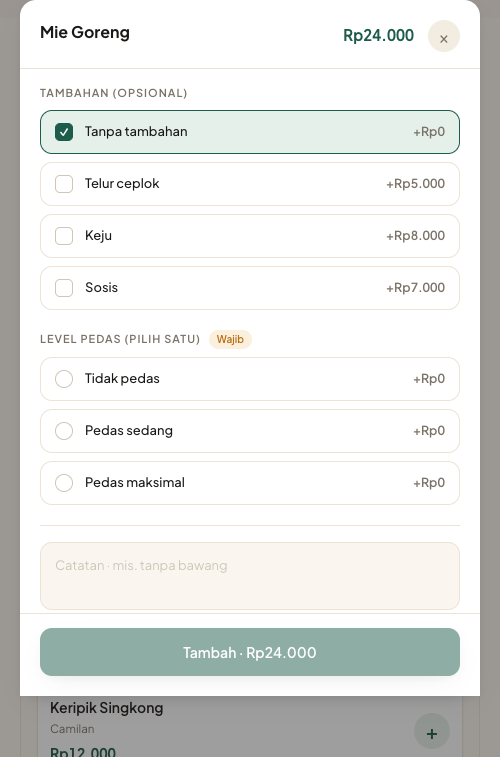 Mie Goreng
Rp24.000
×
TAMBAHAN (OPSIONAL)
Tanpa tambahan +Rp0
Telur ceplok +Rp5.000
Keju +Rp8.000
Sosis +Rp7.000
LEVEL PEDAS (PILIH SATU) Wajib
Tidak pedas +Rp0
Pedas sedang +Rp0
Pedas maksimal +Rp0
Catatan · mis. tanpa bawang
Tambah · Rp24.000
Keripik Singkong
Camilan
+
Rp12.000